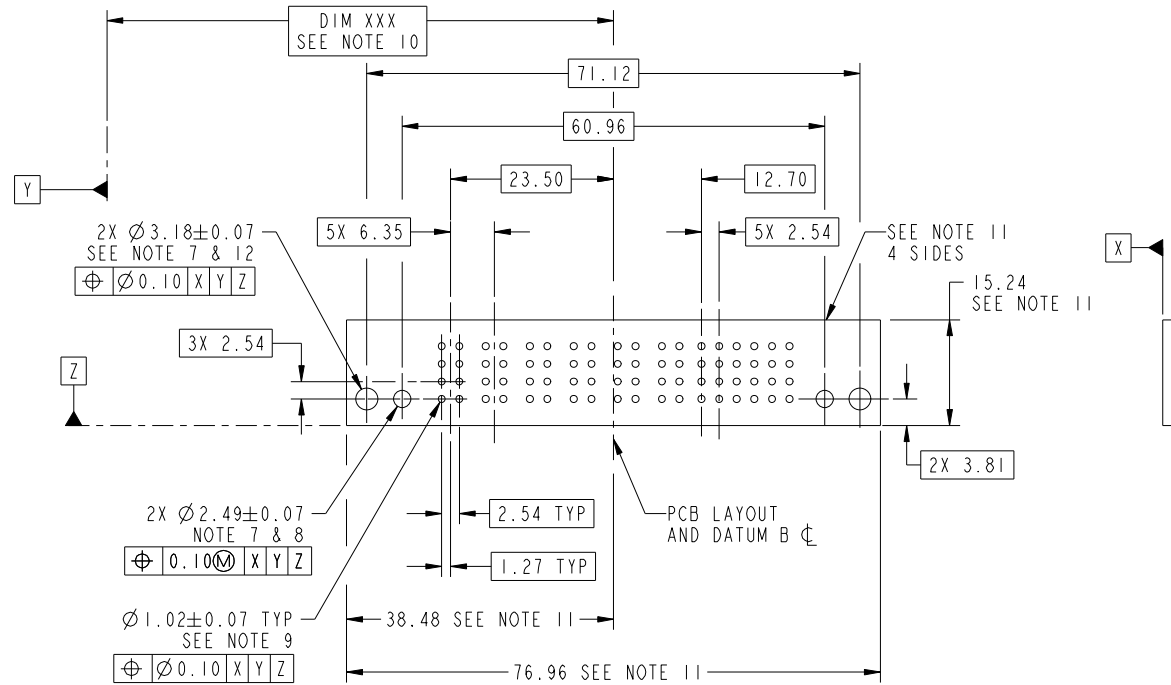 DIM XXX
SEE NOTE 10
71.12
60.96
23.50
12.70
Y
5X 6.35
5X 2.54
2X Ø3.18±0.07
SEE NOTE 7 & 12
⌖ Ø0.10 X Y Z
SEE NOTE 11
4 SIDES
X
15.24
SEE NOTE 11
3X 2.54
Z
2X 3.81
2X Ø2.49±0.07
NOTE 7 & 8
⌖ 0.10Ⓜ X Y Z
2.54 TYP
PCB LAYOUT
AND DATUM B ℄
1.27 TYP
Ø1.02±0.07 TYP
SEE NOTE 9
⌖ Ø0.10 X Y Z
38.48 SEE NOTE 11
76.96 SEE NOTE 11